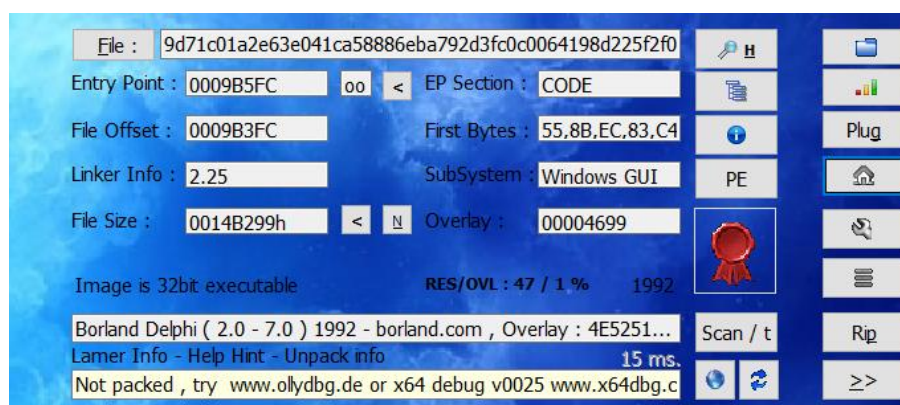 File : 9d71c01a2e63e041ca58886eba792d3fc0c0064198d225f2f0 H
Entry Point : 0009B5FC oo < EP Section : CODE
File Offset : 0009B3FC First Bytes : 55,8B,EC,83,C4 Plug
Linker Info : 2.25 SubSystem : Windows GUI PE
File Size : 0014B299h < N Overlay : 00004699
Image is 32bit executable RES/OVL : 47 / 1 % 1992
Borland Delphi ( 2.0 - 7.0 ) 1992 - borland.com , Overlay : 4E5251... Scan / t Rip
Lamer Info - Help Hint - Unpack info 15 ms.
Not packed , try www.ollydbg.de or x64 debug v0025 www.x64dbg.c >>